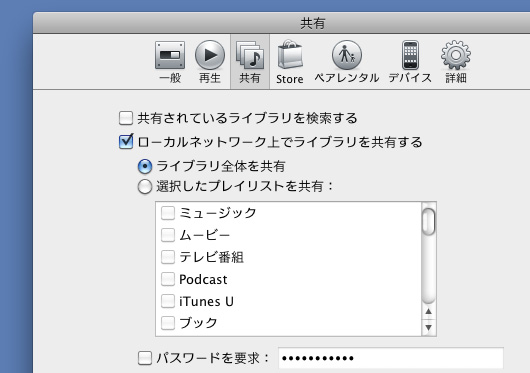 共有
一般 再生 共有 Store ペアレンタル デバイス 詳細
共有されているライブラリを検索する
ローカルネットワーク上でライブラリを共有する
ライブラリ全体を共有
選択したプレイリストを共有：
ミュージック
ムービー
テレビ番組
Podcast
iTunes U
ブック
パスワードを要求： •••••••••••